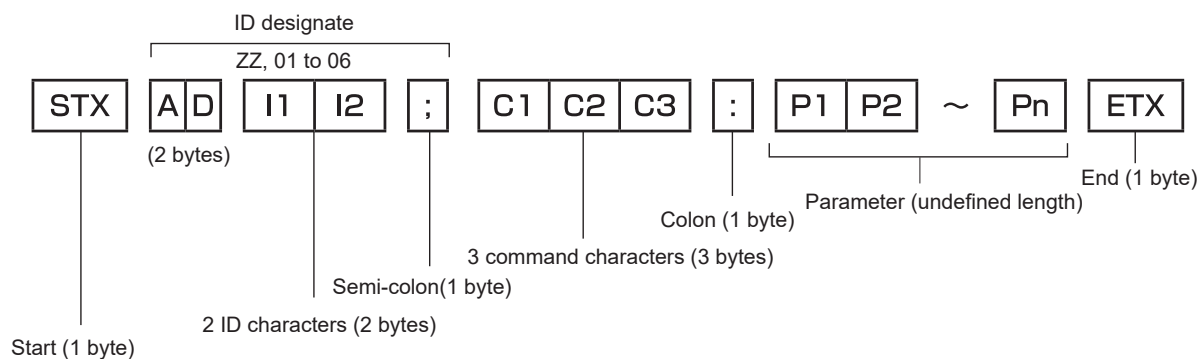 ID designate
ZZ, 01 to 06
STX A D I1 I2 ; C1 C2 C3 : P1 P2 ～ Pn ETX
(2 bytes)
End (1 byte)
Parameter (undefined length)
Colon (1 byte)
3 command characters (3 bytes)
Semi-colon(1 byte)
2 ID characters (2 bytes)
Start (1 byte)